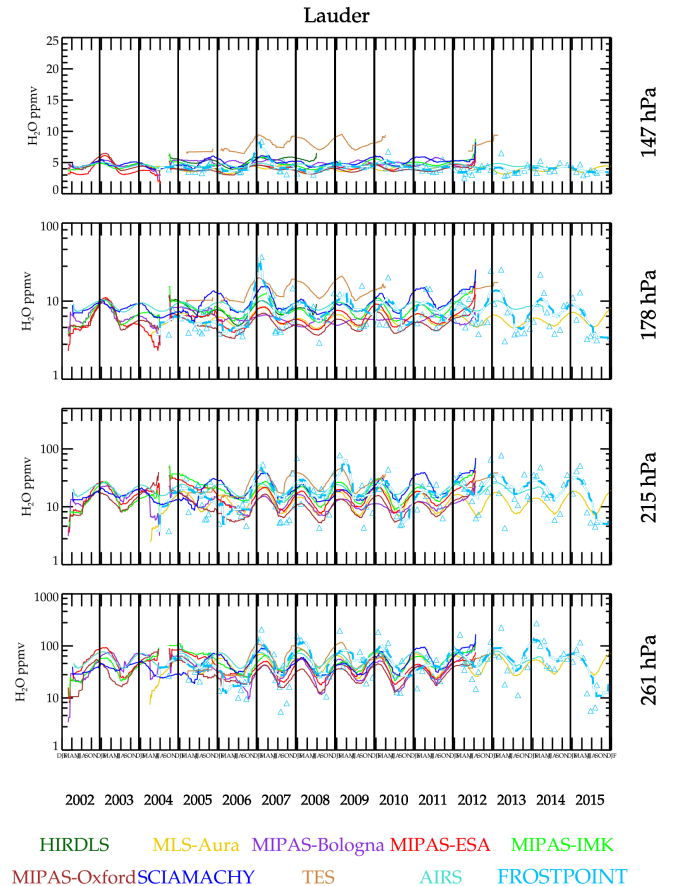 Lauder
25
20
15
10
5
0
H₂O ppmv
147 hPa
100
10
1
H₂O ppmv
178 hPa
100
10
1
H₂O ppmv
215 hPa
1000
100
10
1
H₂O ppmv
261 hPa
2002 2003 2004 2005 2006 2007 2008 2009 2010 2011 2012 2013 2014 2015
HIRDLS MLS-Aura MIPAS-Bologna MIPAS-ESA MIPAS-IMK
MIPAS-Oxford SCIAMACHY TES AIRS FROSTPOINT